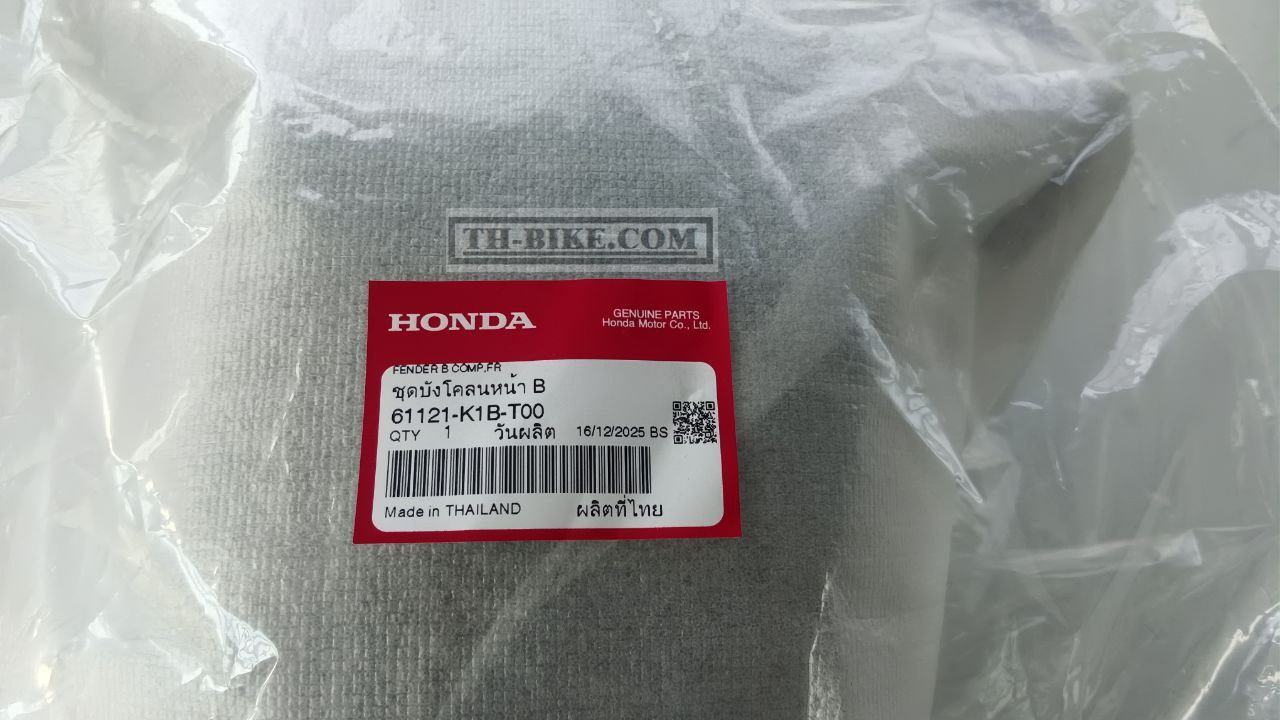 TH-BIKE.COM
HONDA
GENUINE PARTS
Honda Motor Co., Ltd.
FENDER B COMP,FR
ชุดบังโคลนหน้า B
61121-K1B-T00
QTY 1 วันผลิต 16/12/2025 BS
Made in THAILAND ผลิตที่ไทย